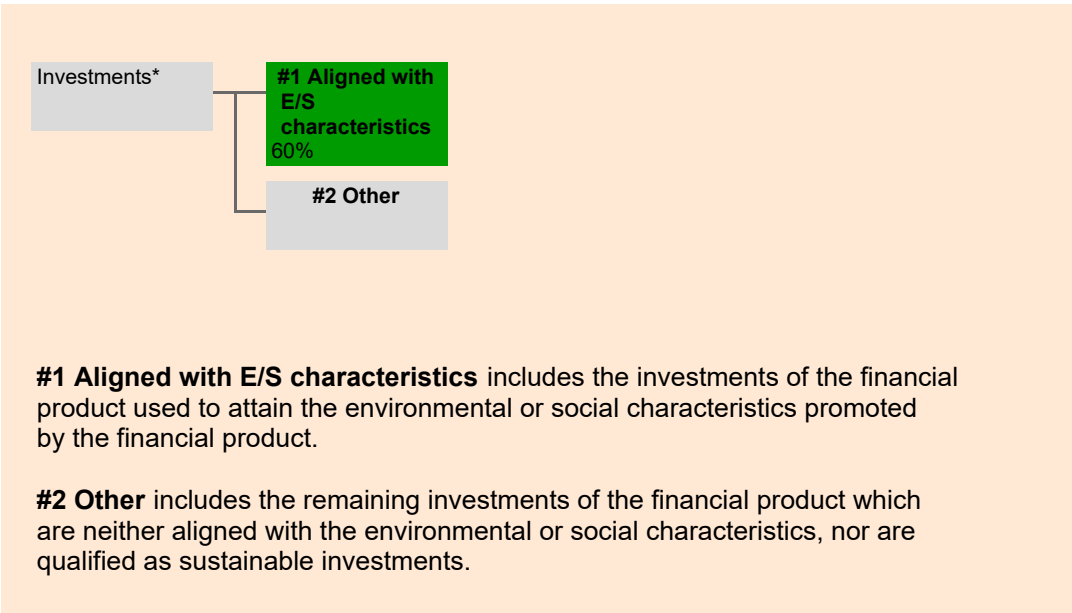 Investments*
#1 Aligned with
E/S
characteristics
60%
#2 Other
#1 Aligned with E/S characteristics includes the investments of the financial
product used to attain the environmental or social characteristics promoted
by the financial product.
#2 Other includes the remaining investments of the financial product which
are neither aligned with the environmental or social characteristics, nor are
qualified as sustainable investments.